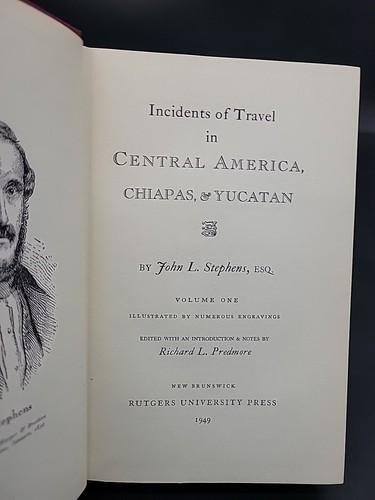 Incidents of Travel
in
CENTRAL AMERICA,
CHIAPAS, & YUCATAN
BY John L. Stephens, ESQ.
VOLUME ONE
ILLUSTRATED BY NUMEROUS ENGRAVINGS
EDITED WITH AN INTRODUCTION & NOTES BY
Richard L. Predmore
NEW BRUNSWICK
RUTGERS UNIVERSITY PRESS
1949